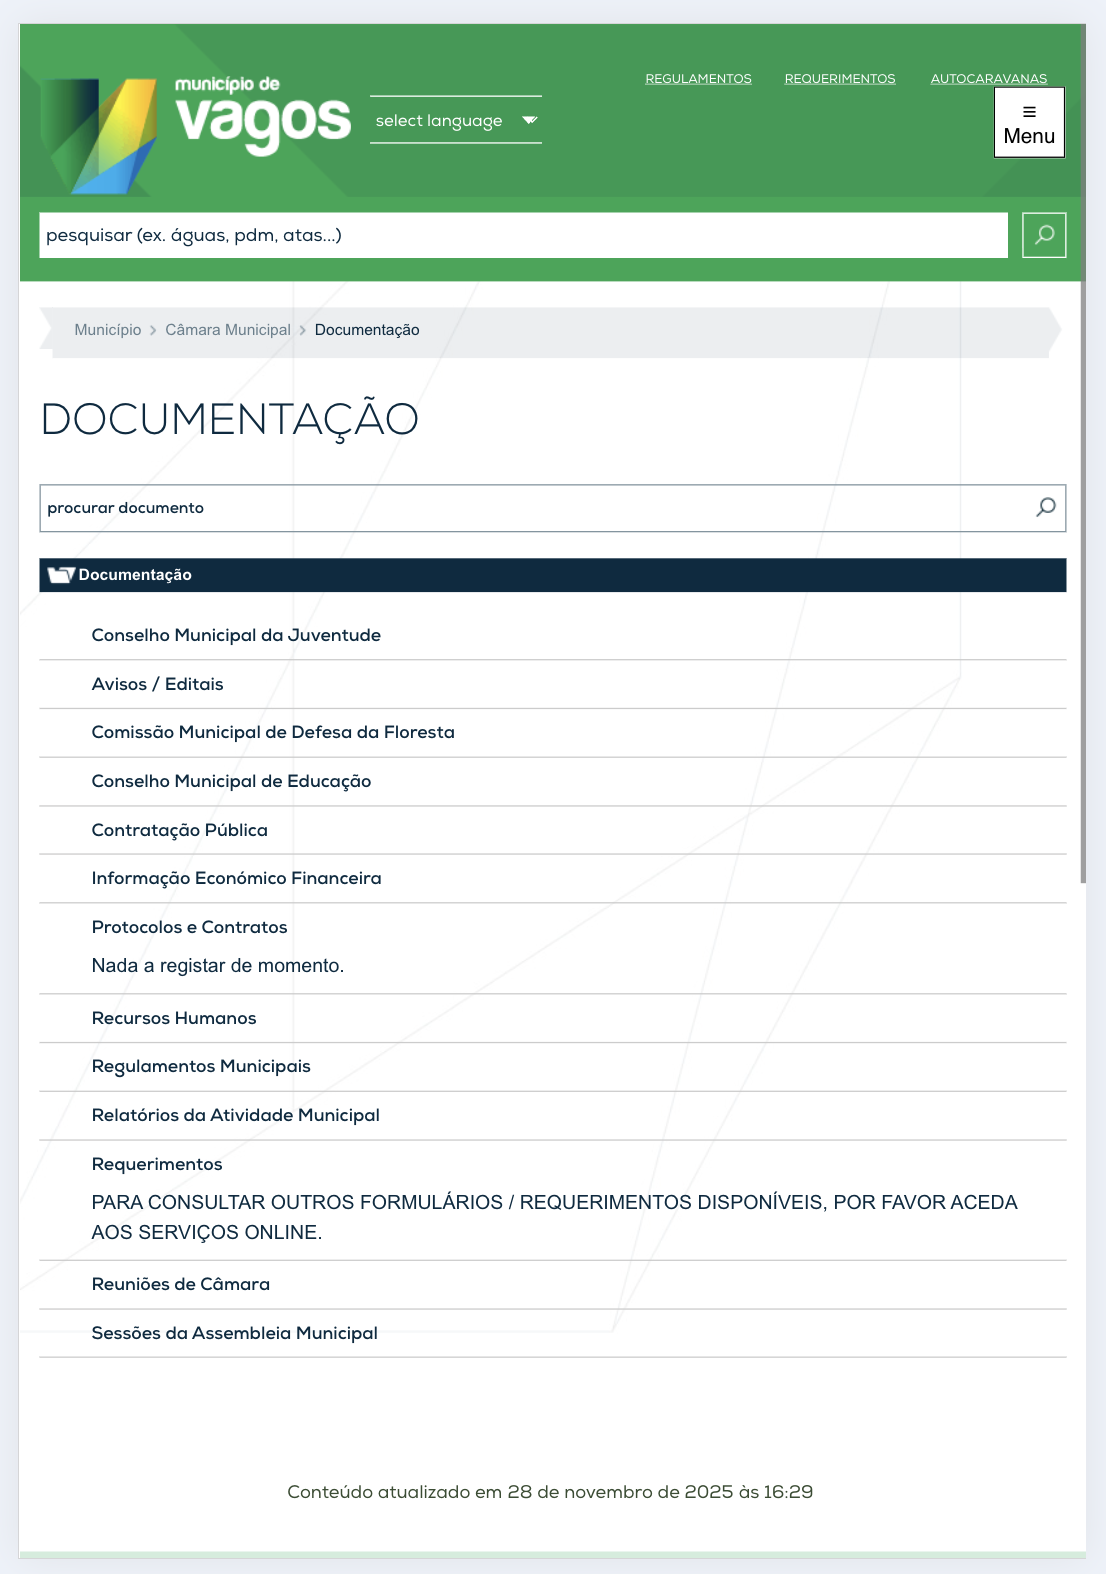 REGULAMENTOS REQUERIMENTOS AUTOCARAVANAS
município de
vagos
select language
≡
Menu
pesquisar (ex. águas, pdm, atas...)
Município > Câmara Municipal > Documentação
DOCUMENTAÇÃO
procurar documento
Documentação
Conselho Municipal da Juventude
Avisos / Editais
Comissão Municipal de Defesa da Floresta
Conselho Municipal de Educação
Contratação Pública
Informação Económico Financeira
Protocolos e Contratos
Nada a registar de momento.
Recursos Humanos
Regulamentos Municipais
Relatórios da Atividade Municipal
Requerimentos
PARA CONSULTAR OUTROS FORMULÁRIOS / REQUERIMENTOS DISPONÍVEIS, POR FAVOR ACEDA
AOS SERVIÇOS ONLINE.
Reuniões de Câmara
Sessões da Assembleia Municipal
Conteúdo atualizado em 28 de novembro de 2025 às 16:29